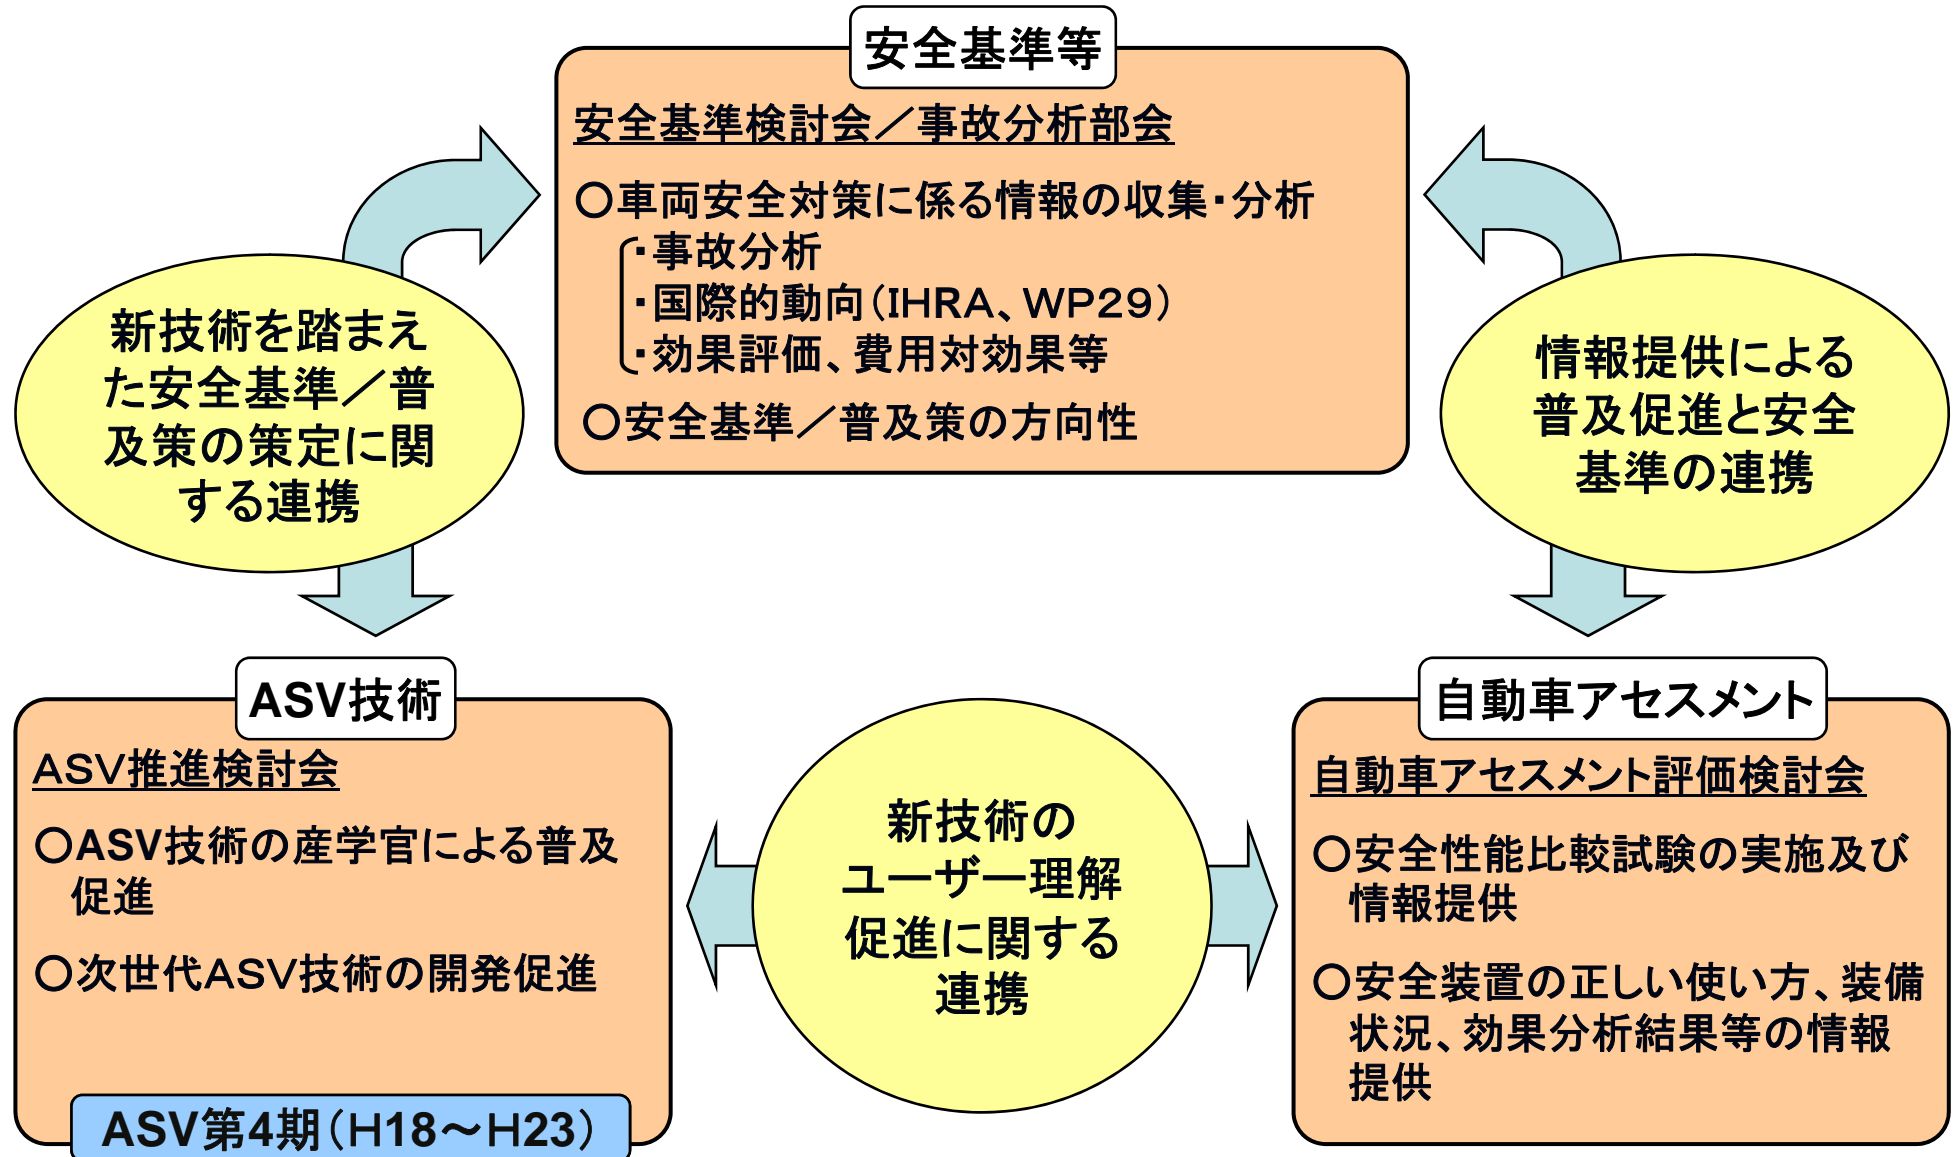 安全基準等
安全基準検討会／事故分析部会
○車両安全対策に係る情報の収集・分析
・事故分析
・国際的動向（IHRA、WP29）
・効果評価、費用対効果等
○安全基準／普及策の方向性
新技術を踏まえ
た安全基準／普
及策の策定に関
する連携
情報提供による
普及促進と安全
基準の連携
ASV技術
ASV推進検討会
○ASV技術の産学官による普及
促進
○次世代ASV技術の開発促進
ASV第4期（H18～H23）
新技術の
ユーザー理解
促進に関する
連携
自動車アセスメント
自動車アセスメント評価検討会
○安全性能比較試験の実施及び
情報提供
○安全装置の正しい使い方、装備
状況、効果分析結果等の情報
提供